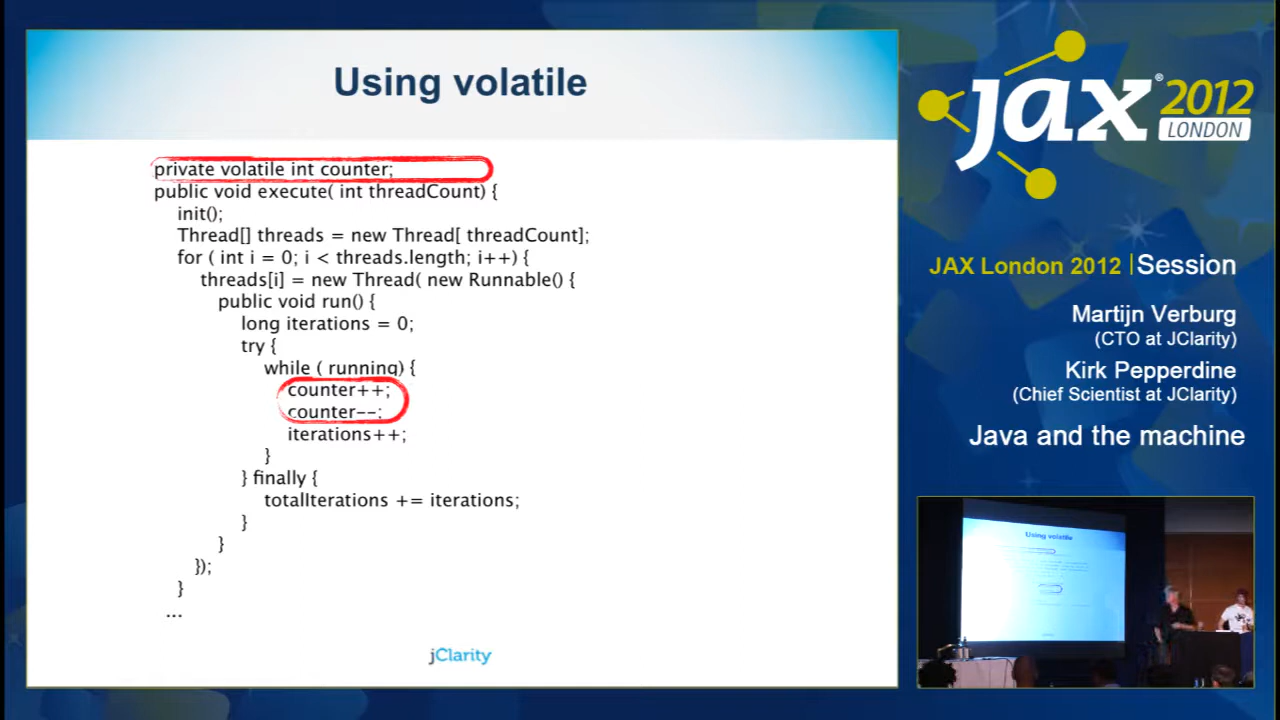 Using volatile
private volatile int counter;
public void execute( int threadCount) {
init();
Thread[] threads = new Thread[ threadCount];
for ( int i = 0; i < threads.length; i++) {
threads[i] = new Thread( new Runnable() {
public void run() {
long iterations = 0;
try {
while ( running) {
counter++;
counter--;
iterations++;
}
} finally {
totalIterations += iterations;
}
}
});
}
...
jClarity
jax® 2012
LONDON
JAX London 2012 | Session
Martijn Verburg
(CTO at JClarity)
Kirk Pepperdine
(Chief Scientist at JClarity)
Java and the machine
Using volatile